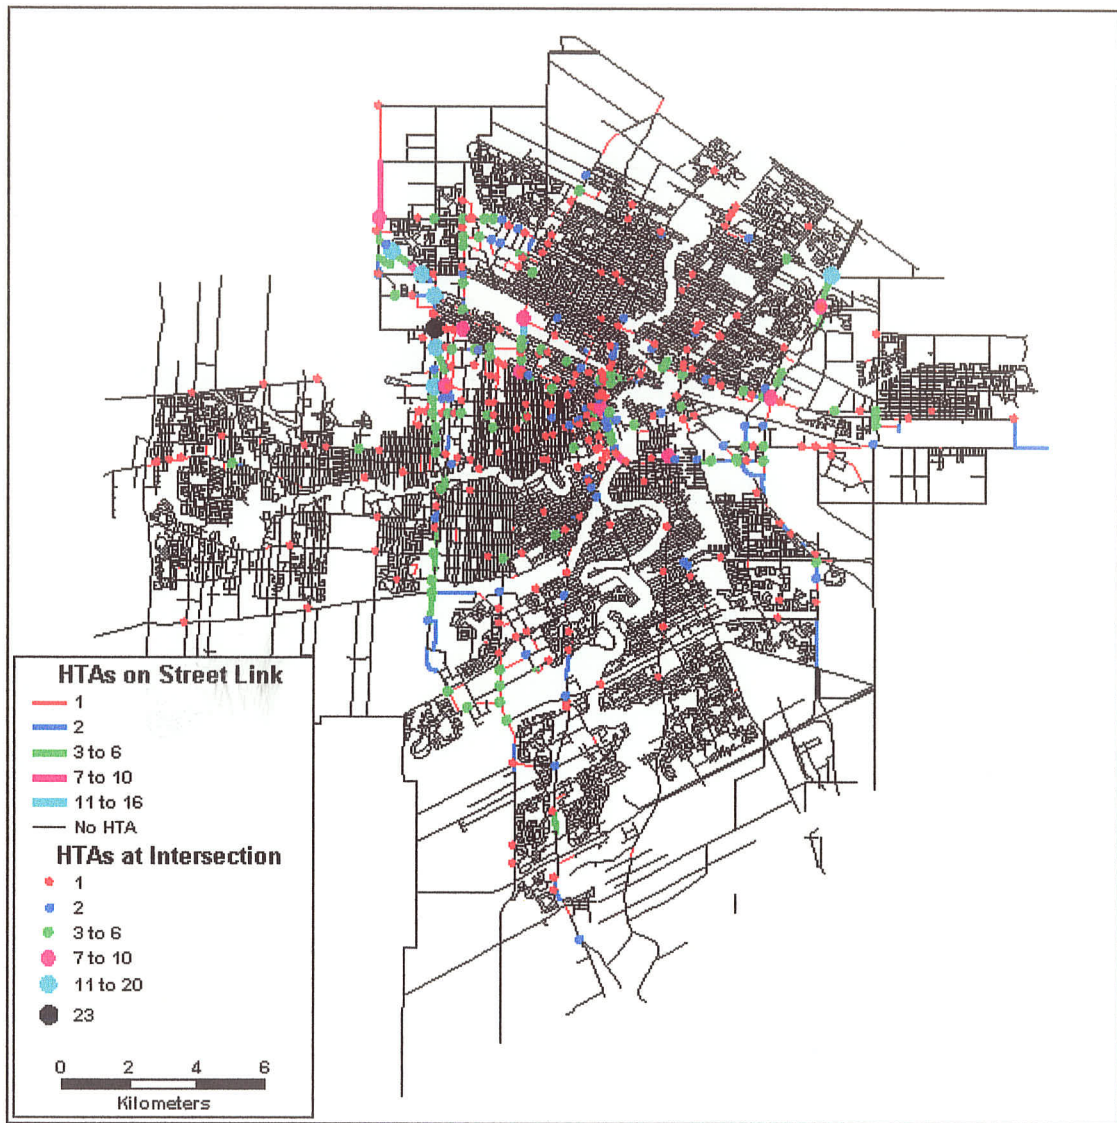 HTAs on Street Link
1
2
3 to 6
7 to 10
11 to 16
No HTA
HTAs at Intersection
1
2
3 to 6
7 to 10
11 to 20
23
0 2 4 6
Kilometers